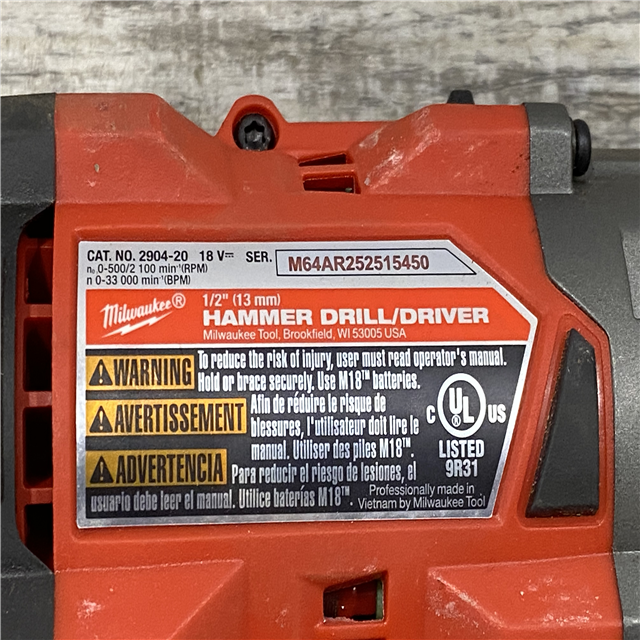 CAT. NO. 2904-20 18 V⎓ SER. M64AR252515450
n₀ 0-500/2 100 min⁻¹(RPM)
n 0-33 000 min⁻¹(BPM)
Milwaukee®
1/2" (13 mm)
HAMMER DRILL/DRIVER
Milwaukee Tool, Brookfield, WI 53005 USA
WARNING To reduce the risk of injury, user must read operator's manual.
Hold or brace securely. Use M18™ batteries.
AVERTISSEMENT Afin de réduire le risque de
blessures, l'utilisateur doit lire le
manual. Utiliser des piles M18™.
ADVERTENCIA Para reducir el riesgo de lesiones, el
usuario debe leer el manual. Utilice baterías M18™.
C UL® US
LISTED
9R31
Professionally made in
Vietnam by Milwaukee Tool